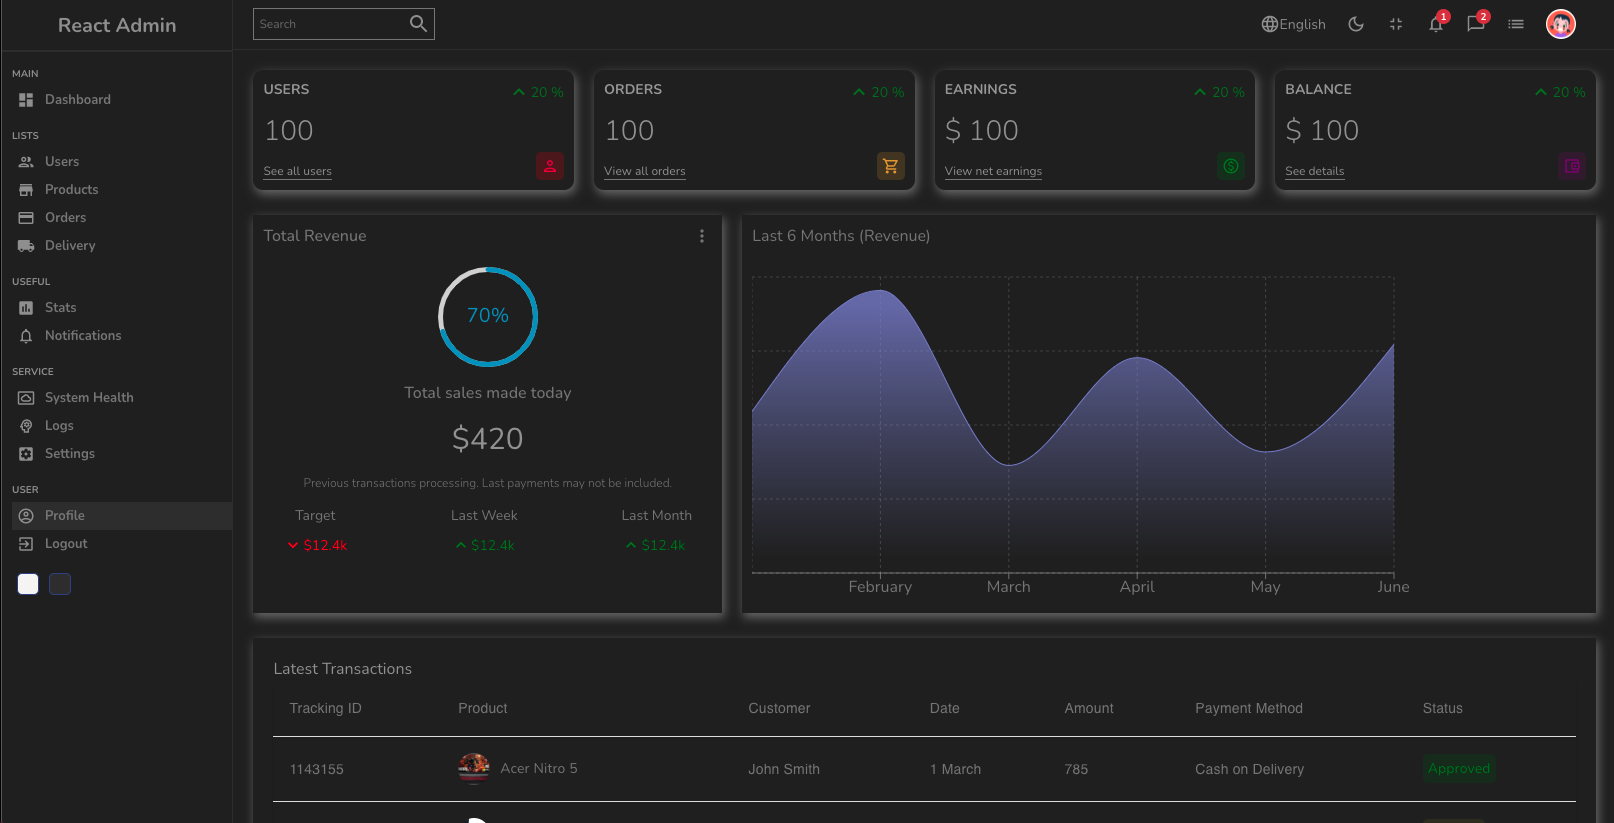 React Admin
Search
English
1
2
MAIN
Dashboard
LISTS
Users
Products
Orders
Delivery
USEFUL
Stats
Notifications
SERVICE
System Health
Logs
Settings
USER
Profile
Logout
USERS
20 %
100
See all users
ORDERS
20 %
100
View all orders
EARNINGS
20 %
$ 100
View net earnings
BALANCE
20 %
$ 100
See details
Total Revenue
70%
Total sales made today
$420
Previous transactions processing. Last payments may not be included.
Target Last Week Last Month
$12.4k $12.4k $12.4k
Last 6 Months (Revenue)
February March April May June
Latest Transactions
Tracking ID Product Customer Date Amount Payment Method Status
1143155 Acer Nitro 5 John Smith 1 March 785 Cash on Delivery Approved